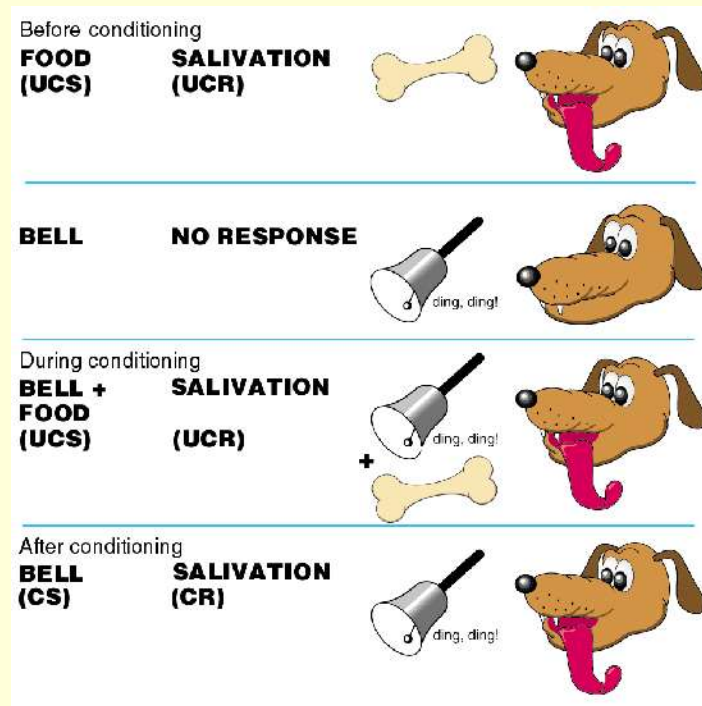 Before conditioning
FOOD SALIVATION
(UCS) (UCR)
BELL NO RESPONSE
ding, ding!
During conditioning
BELL + SALIVATION
FOOD
(UCS) (UCR)
ding, ding!
+
After conditioning
BELL SALIVATION
(CS) (CR)
ding, ding!